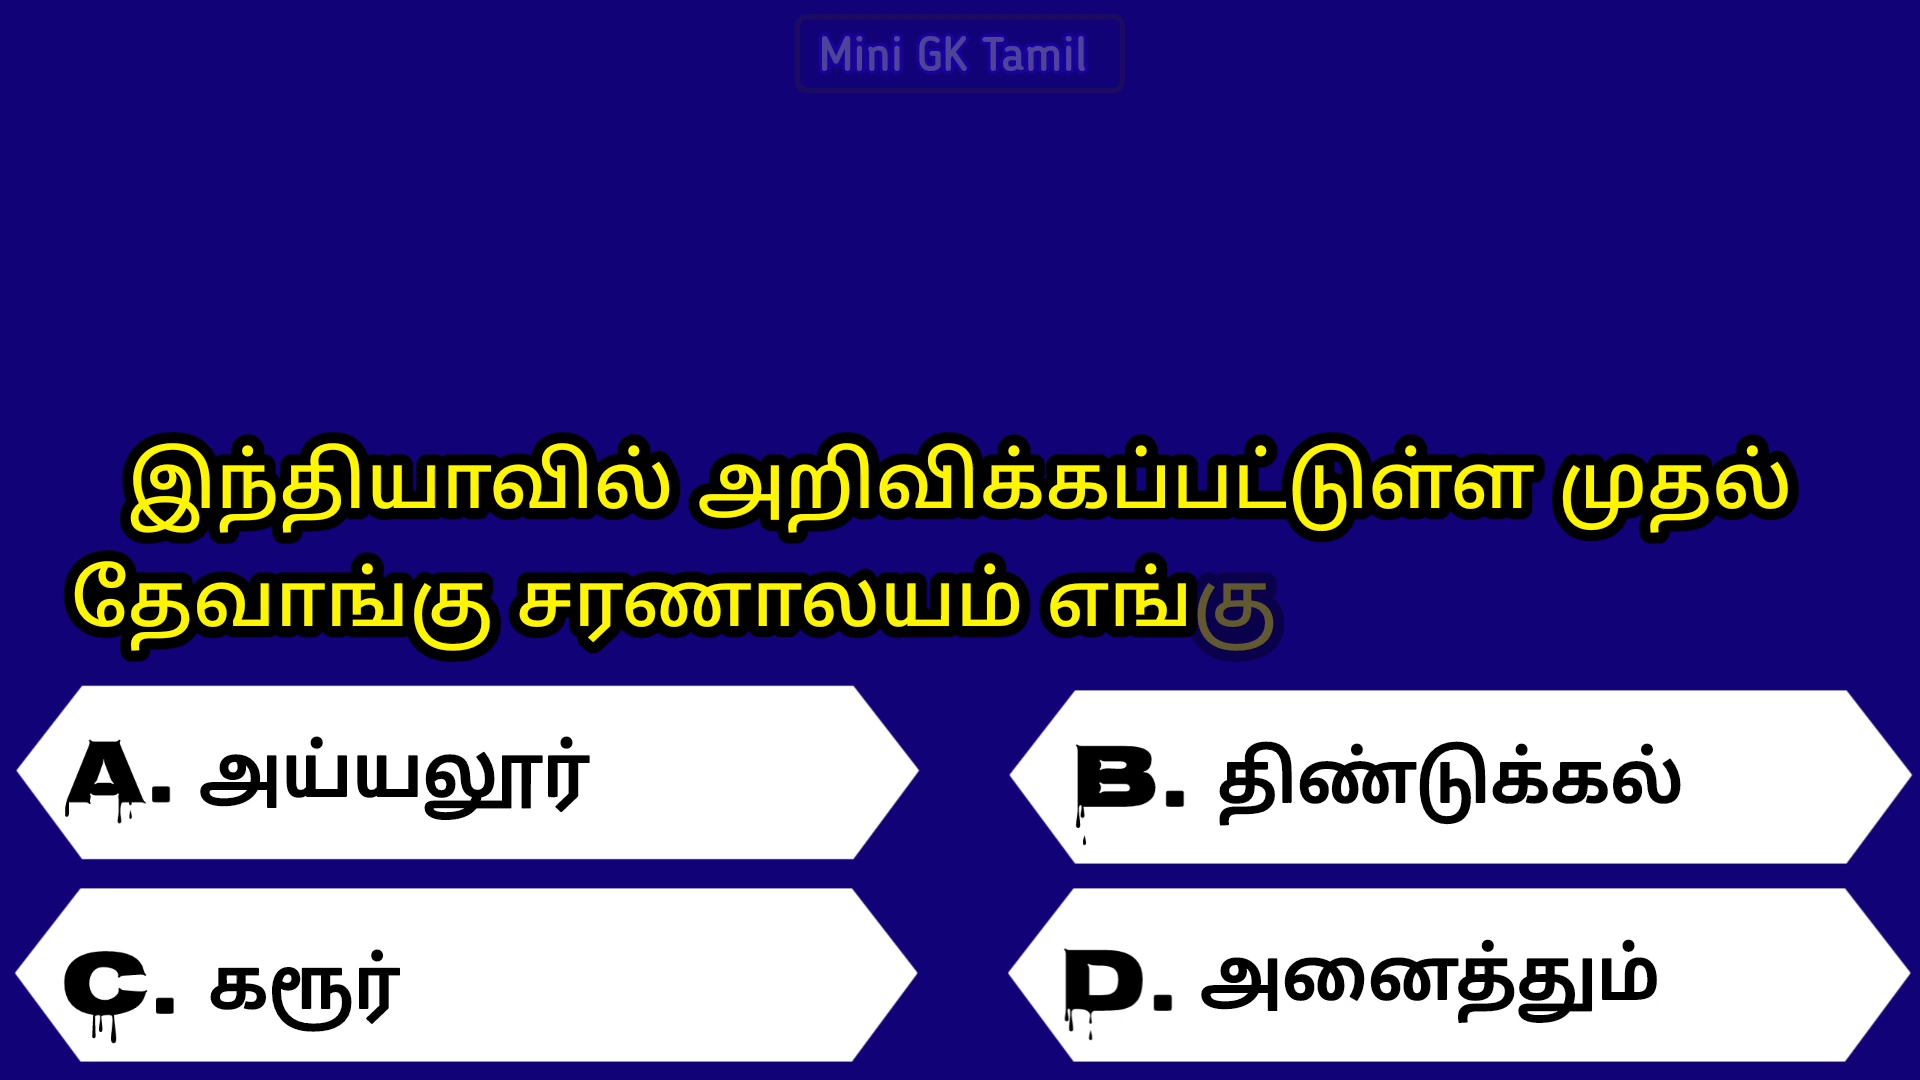 Mini GK Tamil
இந்தியாவில் அறிவிக்கப்பட்டுள்ள முதல்
தேவாங்கு சரணாலயம் எங்கு
A. அய்யலூர்
B. திண்டுக்கல்
C. கரூர்
D. அனைத்தும்